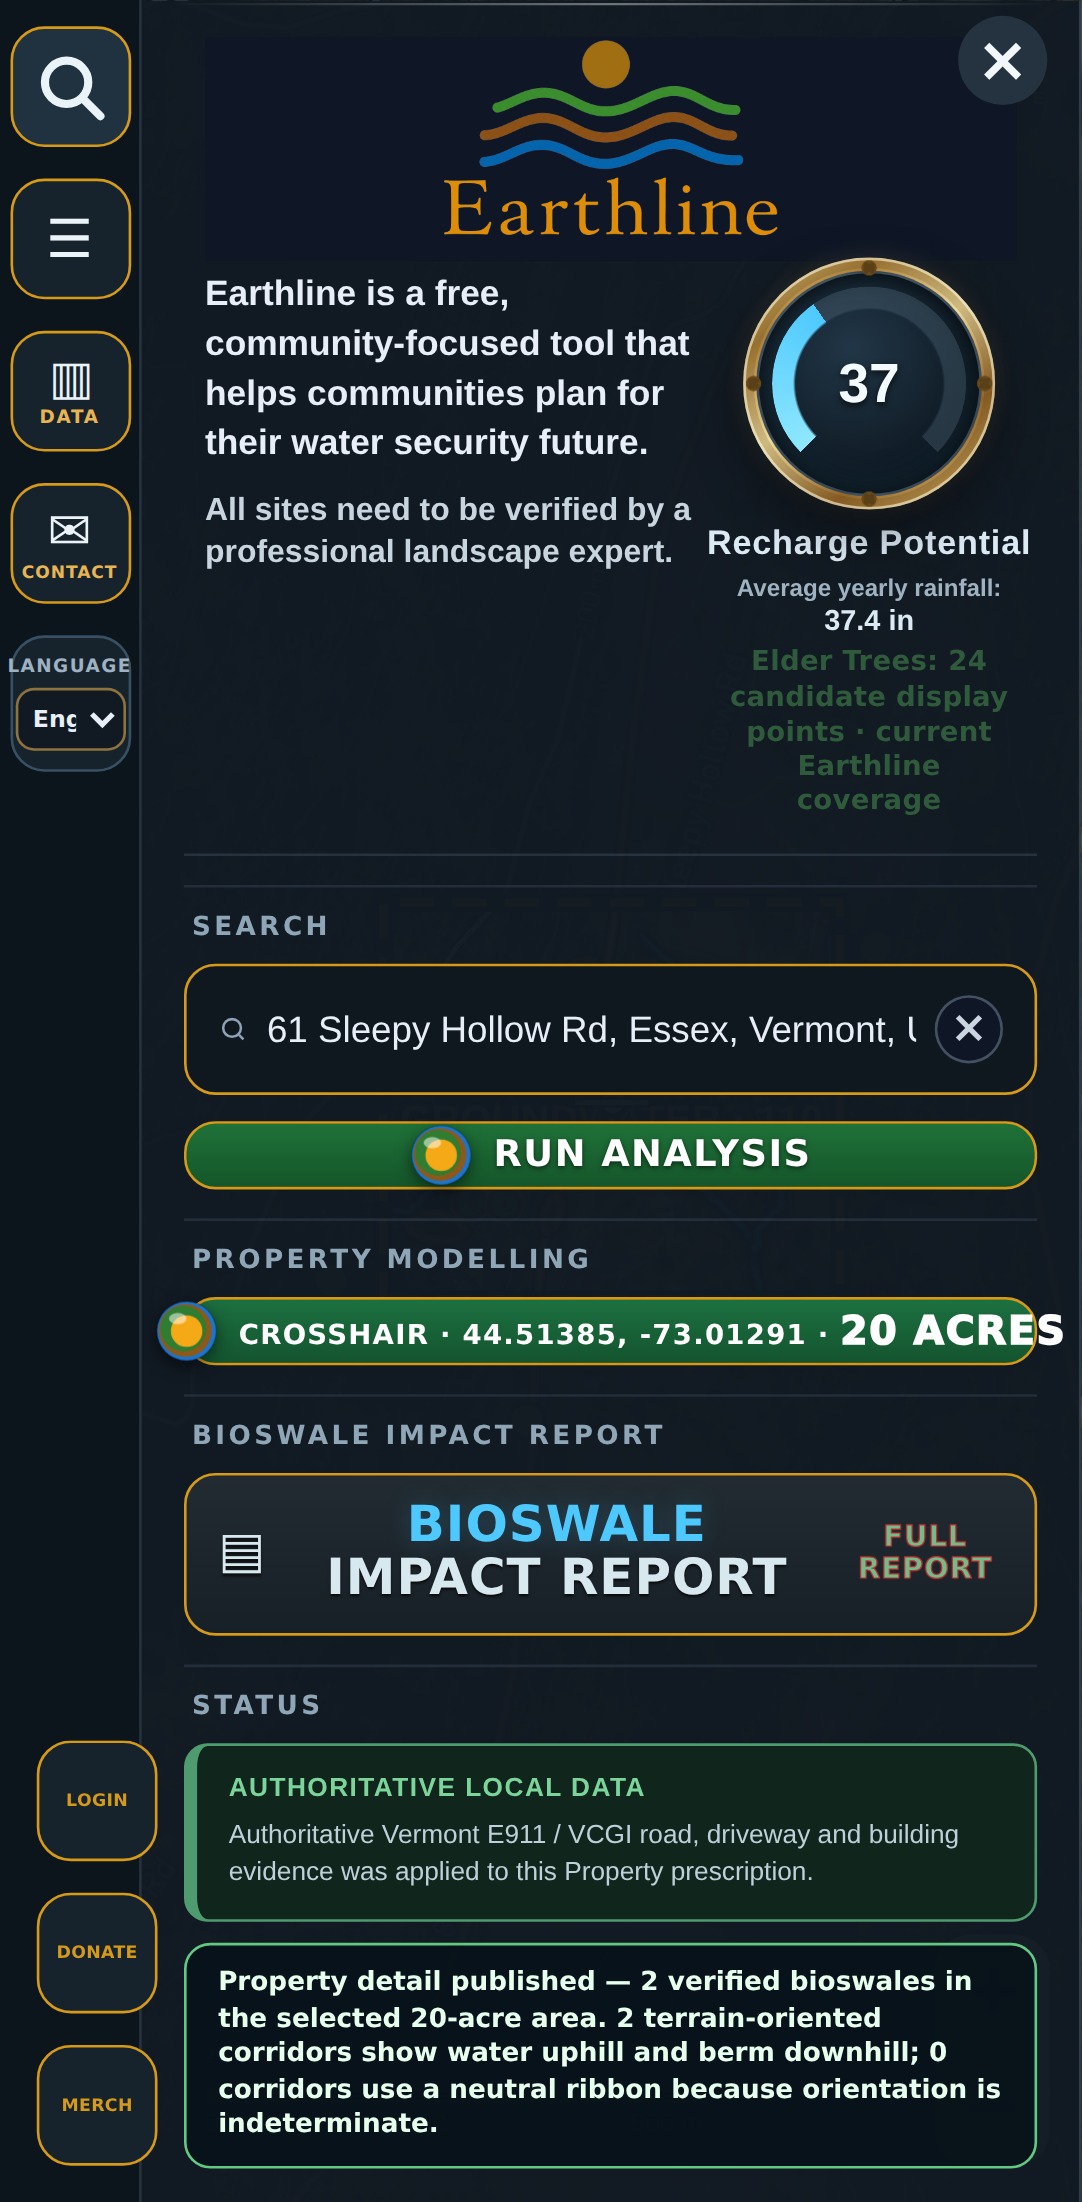 Earthline
Earthline is a free,
community-focused tool that
helps communities plan for
their water security future.
All sites need to be verified by a
professional landscape expert.
37
Recharge Potential
Average yearly rainfall:
37.4 in
Elder Trees: 24
candidate display
points · current
Earthline
coverage
DATA
CONTACT
LANGUAGE
Eng
SEARCH
61 Sleepy Hollow Rd, Essex, Vermont, U
RUN ANALYSIS
PROPERTY MODELLING
CROSSHAIR · 44.51385, -73.01291 · 20 ACRES
BIOSWALE IMPACT REPORT
BIOSWALE
IMPACT REPORT
FULL
REPORT
STATUS
AUTHORITATIVE LOCAL DATA
Authoritative Vermont E911 / VCGI road, driveway and building
evidence was applied to this Property prescription.
Property detail published — 2 verified bioswales in
the selected 20-acre area. 2 terrain-oriented
corridors show water uphill and berm downhill; 0
corridors use a neutral ribbon because orientation is
indeterminate.
LOGIN
DONATE
MERCH